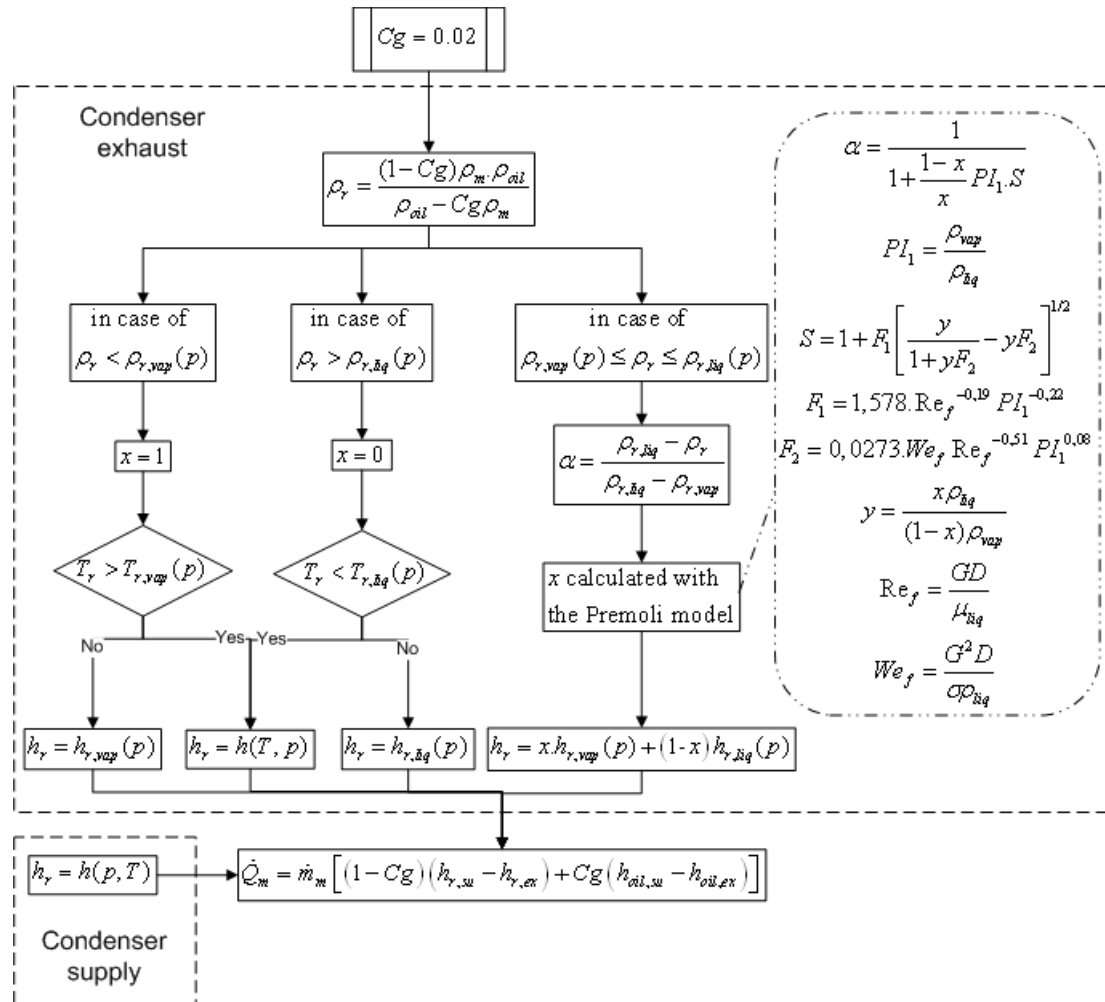 Cg = 0.02
Condenser
exhaust
ρ_r = (1−Cg)ρ_m.ρ_oil / (ρ_oil − Cgρ_m)
in case of
ρ_r < ρ_r,vap(p)
in case of
ρ_r > ρ_r,liq(p)
in case of
ρ_r,vap(p) ≤ ρ_r ≤ ρ_r,liq(p)
x = 1
x = 0
α = (ρ_r,liq − ρ_r) / (ρ_r,liq − ρ_r,vap)
T_r > T_r,vap(p)
T_r < T_r,liq(p)
x calculated with
the Premoli model
No
Yes
Yes
No
h_r = h_r,vap(p)
h_r = h(T, p)
h_r = h_r,liq(p)
h_r = x.h_r,vap(p) + (1-x)h_r,liq(p)
α = 1 / (1 + ((1−x)/x) PI_1.S)
PI_1 = ρ_vap / ρ_liq
S = 1 + F_1[y/(1+yF_2) − yF_2]^1/2
F_1 = 1,578.Re_f^−0,19 PI_1^−0,22
F_2 = 0,0273.We_f Re_f^−0,51 PI_1^0,08
y = xρ_liq / ((1−x)ρ_vap)
Re_f = GD / μ_liq
We_f = G²D / (σρ_liq)
h_r = h(p,T)
Q̇_m = ṁ_m[(1−Cg)(h_r,su − h_r,ex) + Cg(h_oil,su − h_oil,ex)]
Condenser
supply